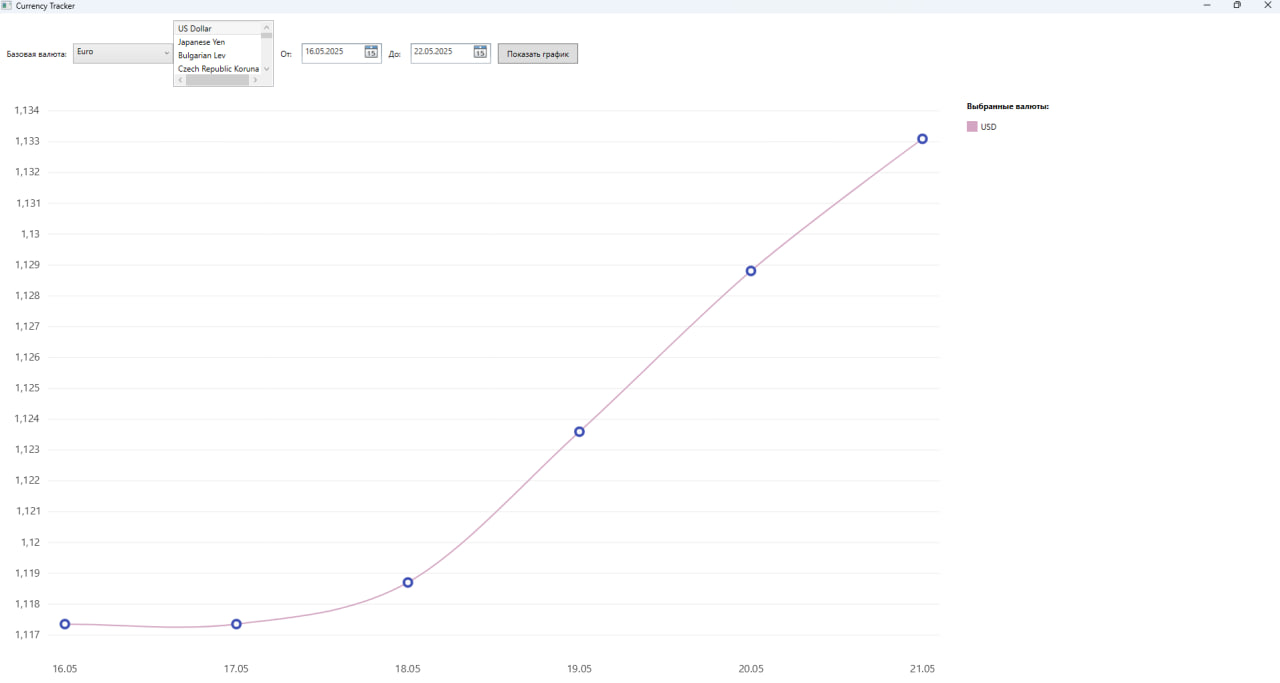 Currency Tracker
Базовая валюта:
Euro
US Dollar
Japanese Yen
Bulgarian Lev
Czech Republic Koruna
От:
16.05.2025
15
До:
22.05.2025
15
Показать график
Выбранные валюты:
USD
1,134
1,133
1,132
1,131
1,13
1,129
1,128
1,127
1,126
1,125
1,124
1,123
1,122
1,121
1,12
1,119
1,118
1,117
16.05
17.05
18.05
19.05
20.05
21.05